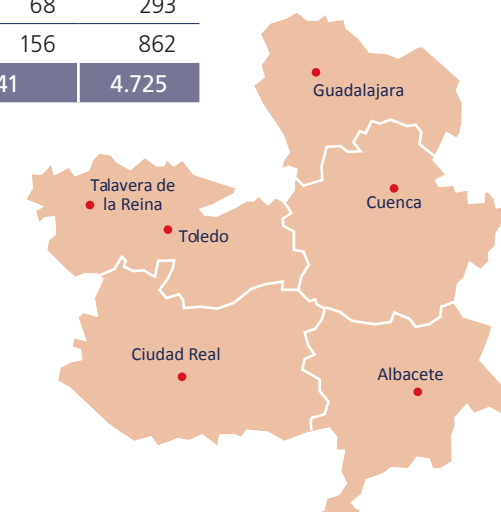 68 293
156 862
41 4.725
Guadalajara
Talavera de
la Reina
Cuenca
Toledo
Ciudad Real
Albacete